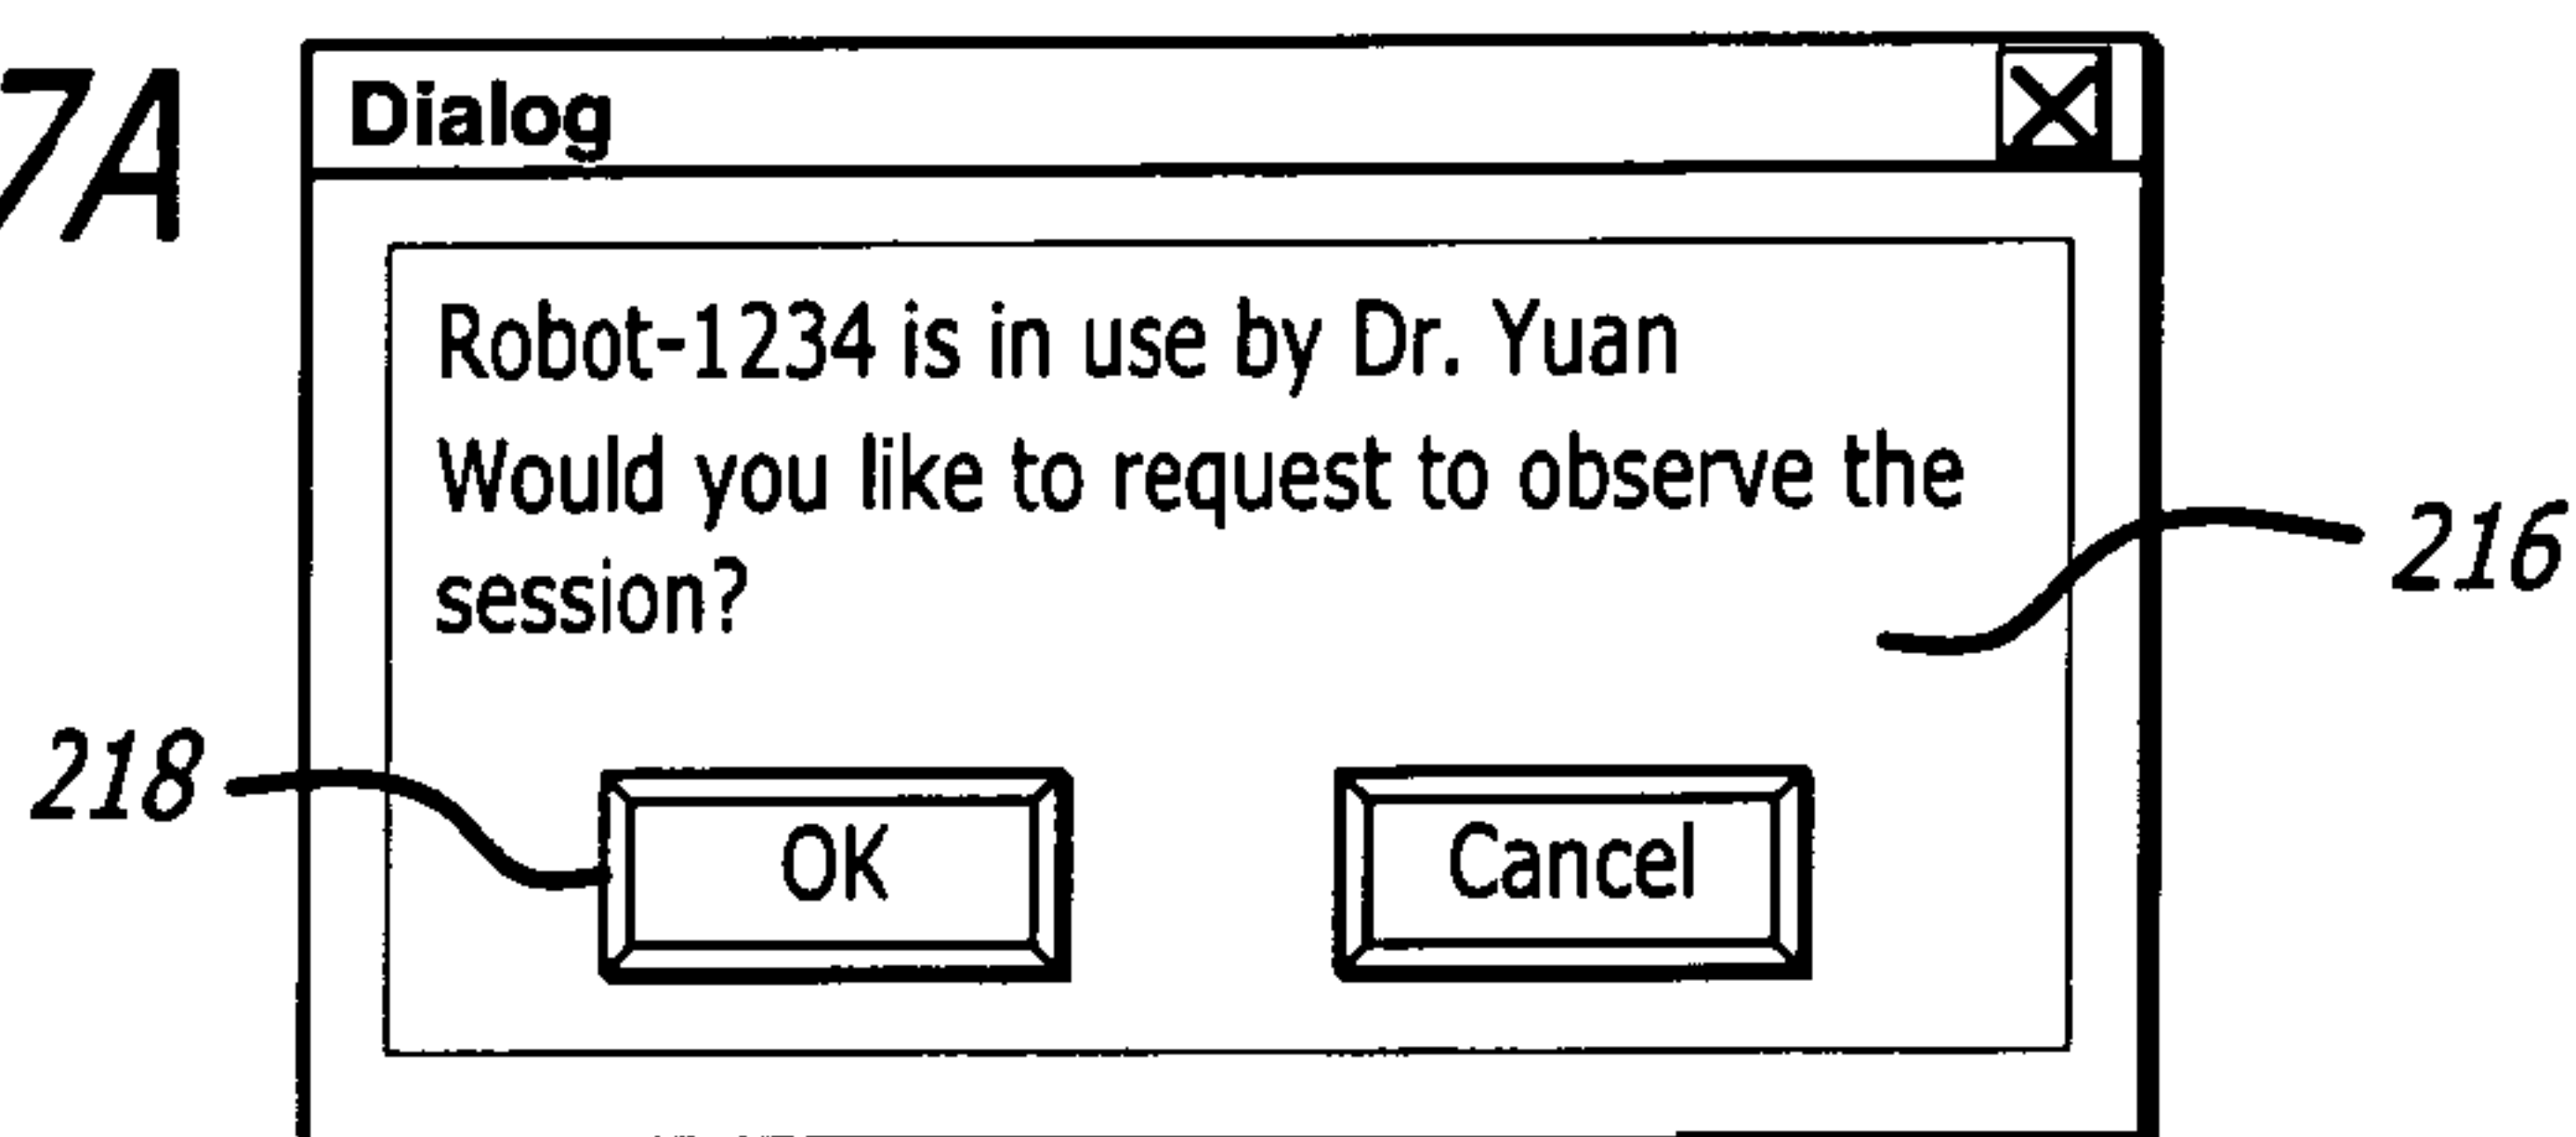 7A
Dialog
Robot-1234 is in use by Dr. Yuan
Would you like to request to observe the
session?
216
218
OK Cancel